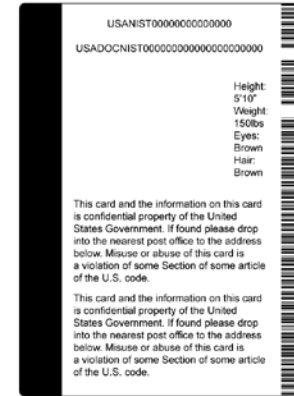 USANIST00000000000000
USADOCNIST00000000000000000000
Height:
5'10"
Weight:
150lbs
Eyes:
Brown
Hair:
Brown
This card and the information on this card
is confidential property of the United
States Government. If found please drop
into the nearest post office to the address
below. Misuse or abuse of this card is
a violation of some Section of some article
of the U.S. code.
This card and the information on this card
is confidential property of the United
States Government. If found please drop
into the nearest post office to the address
below. Misuse or abuse of this card is
a violation of some Section of some article
of the U.S. code.